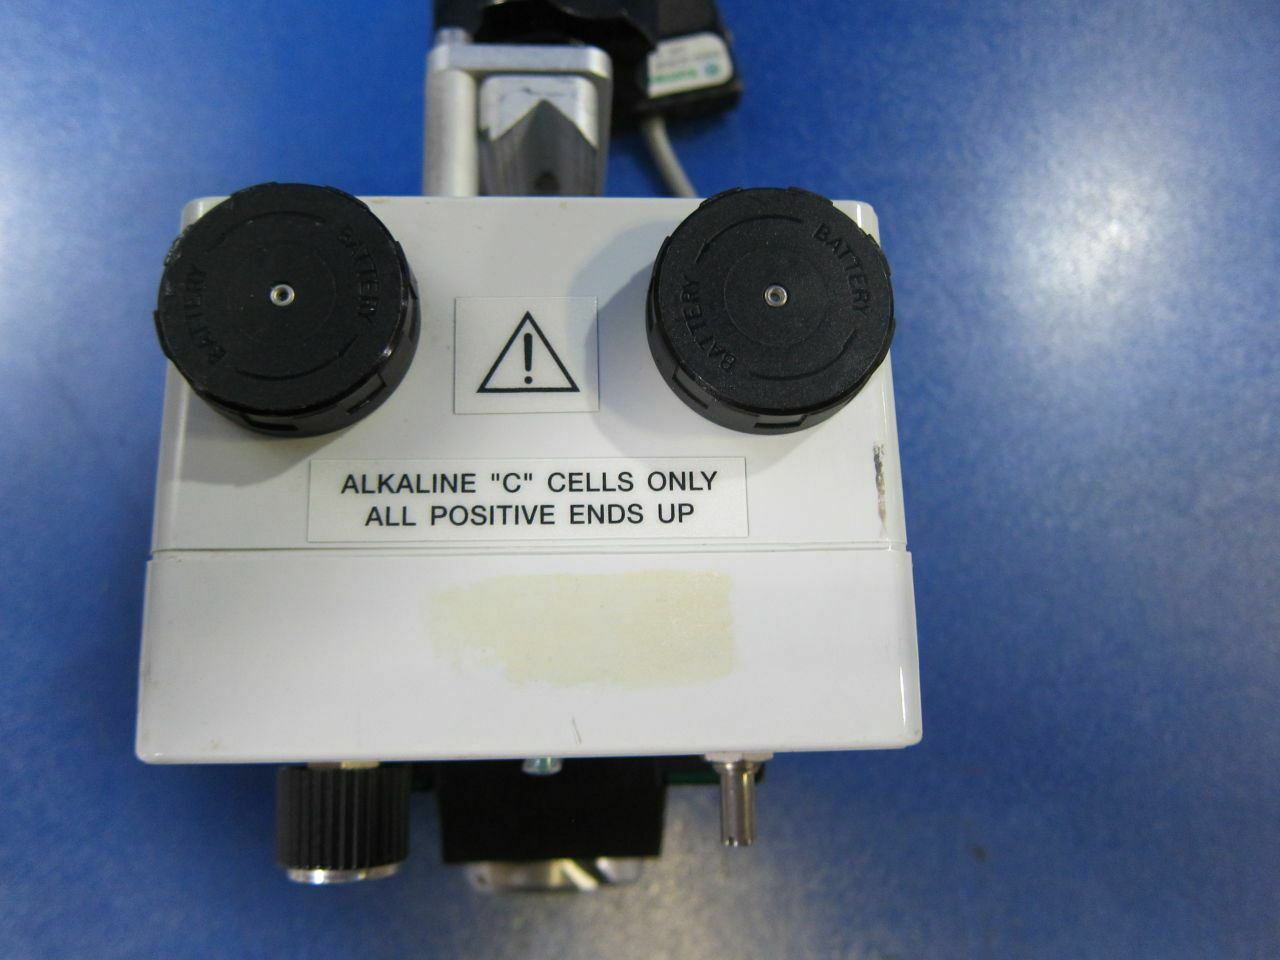 BATTERY
BATTERY
BATTERY
BATTERY
!
ALKALINE "C" CELLS ONLY
ALL POSITIVE ENDS UP